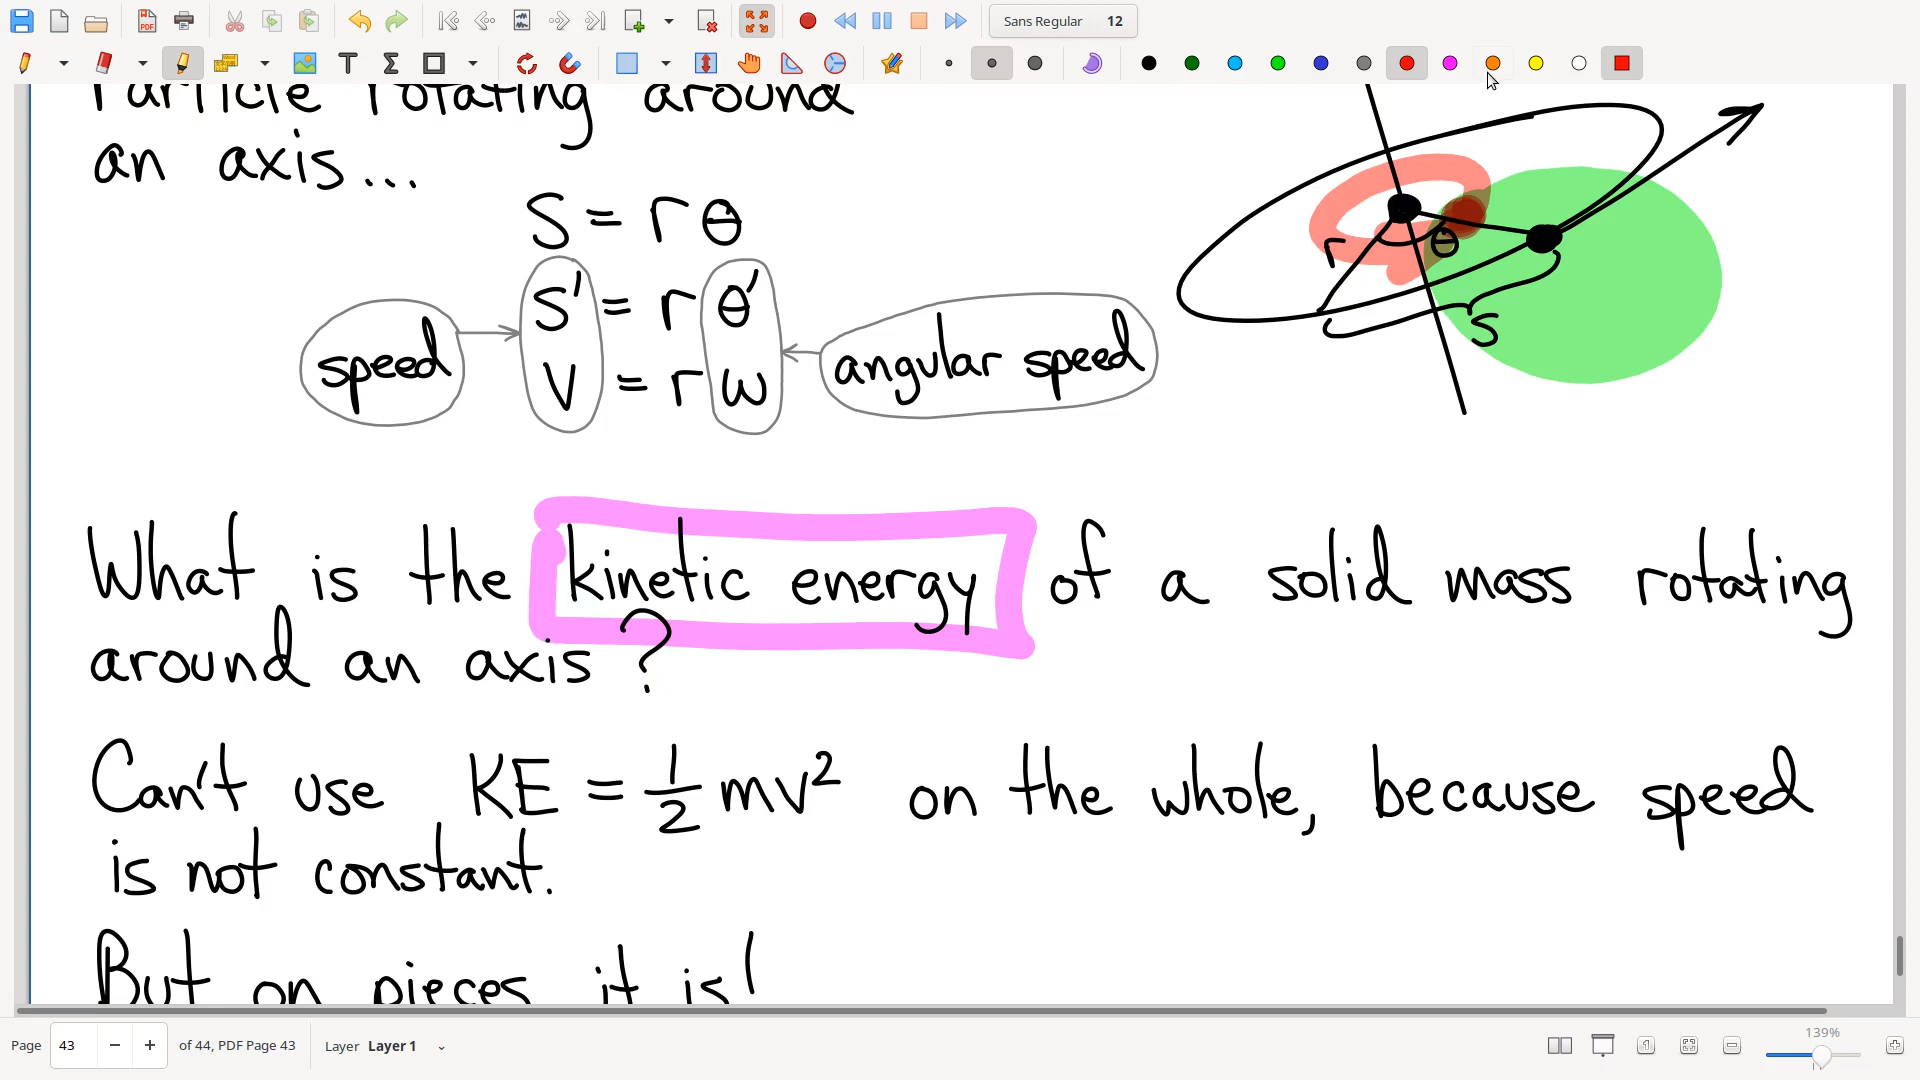 Sans Regular 12
Particle rotating around
an axis...
S = rθ
S' = rθ'
speed
angular speed
V = rω
r
θ
S
What is the kinetic energy of a solid mass rotating
around an axis?
Can't use KE = 1/2 mv² on the whole, because speed
is not constant.
But on pieces it is!
Page 43 of 44, PDF Page 43 Layer Layer 1
139%